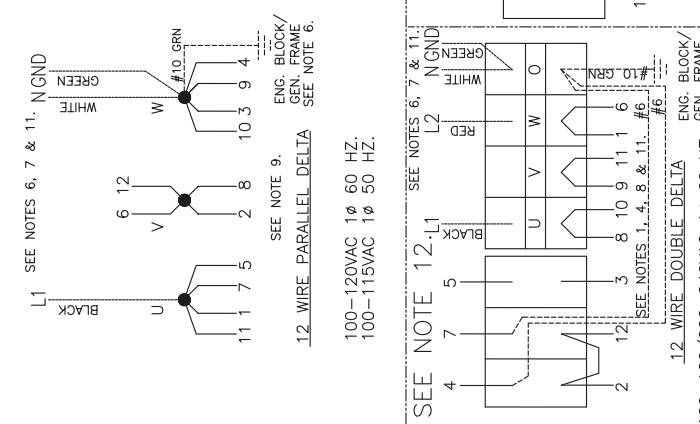 SEE NOTES 6, 7 & 11.
L1
N GND
BLACK
WHITE
GREEN
6 12
U
V
W
#10 GRN
11 1 7 5
2 8
10 3 9 4
ENG. BLOCK/
GEN. FRAME
SEE NOTE 6.
SEE NOTE 9.
12 WIRE PARALLEL DELTA
100-120VAC 1ø 60 HZ.
100-115VAC 1ø 50 HZ.
SEE NOTE 12.
SEE NOTES 6, 7 & 11.
L1
L2
N GND
BLACK
RED
WHITE
GREEN
4 7 5
U V W O
#10 GRN
2 12 3
8 10 9 11 1 6
SEE NOTES 1, 4, 8 & 11.
#6
#6
ENG. BLOCK/
12 WIRE DOUBLE DELTA